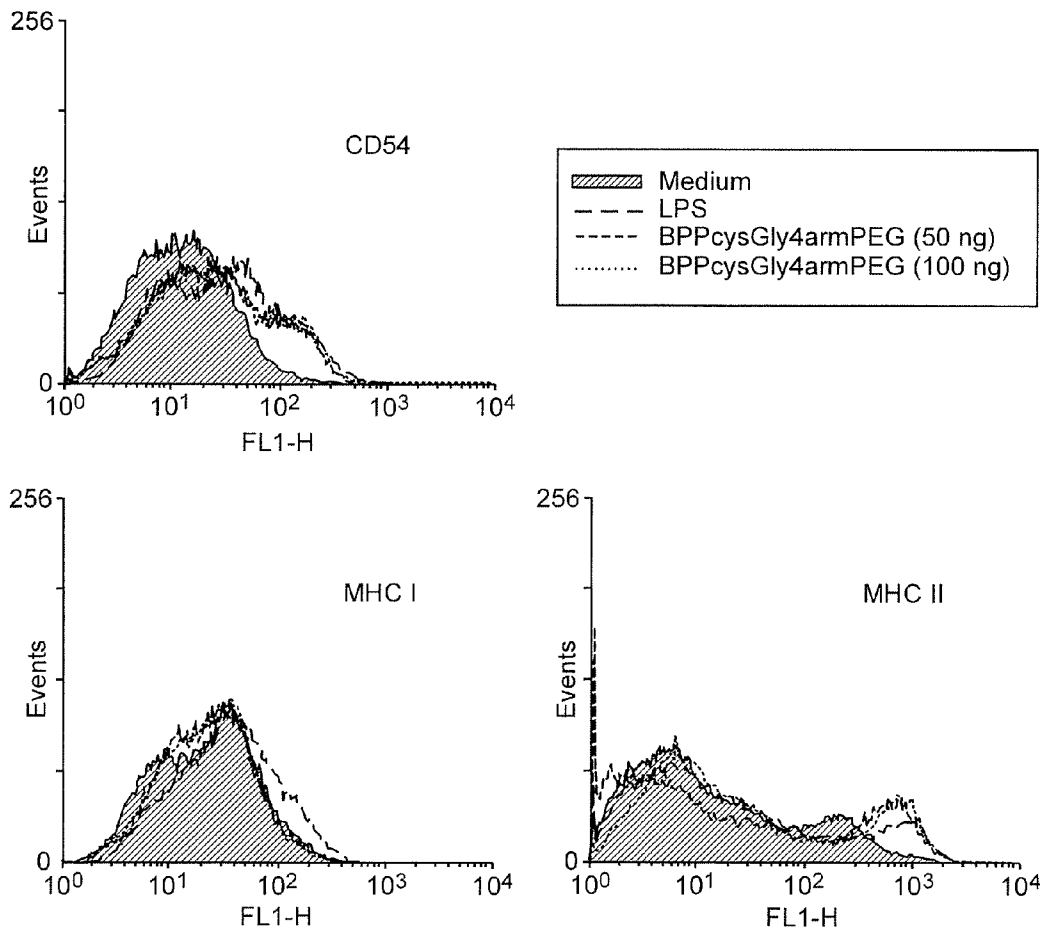 256
CD54
Events
0
10⁰ 10¹ 10² 10³ 10⁴
FL1-H
Medium
LPS
BPPcysGly4armPEG (50 ng)
BPPcysGly4armPEG (100 ng)
256
MHC I
Events
0
10⁰ 10¹ 10² 10³ 10⁴
FL1-H
256
MHC II
Events
0
10⁰ 10¹ 10² 10³ 10⁴
FL1-H